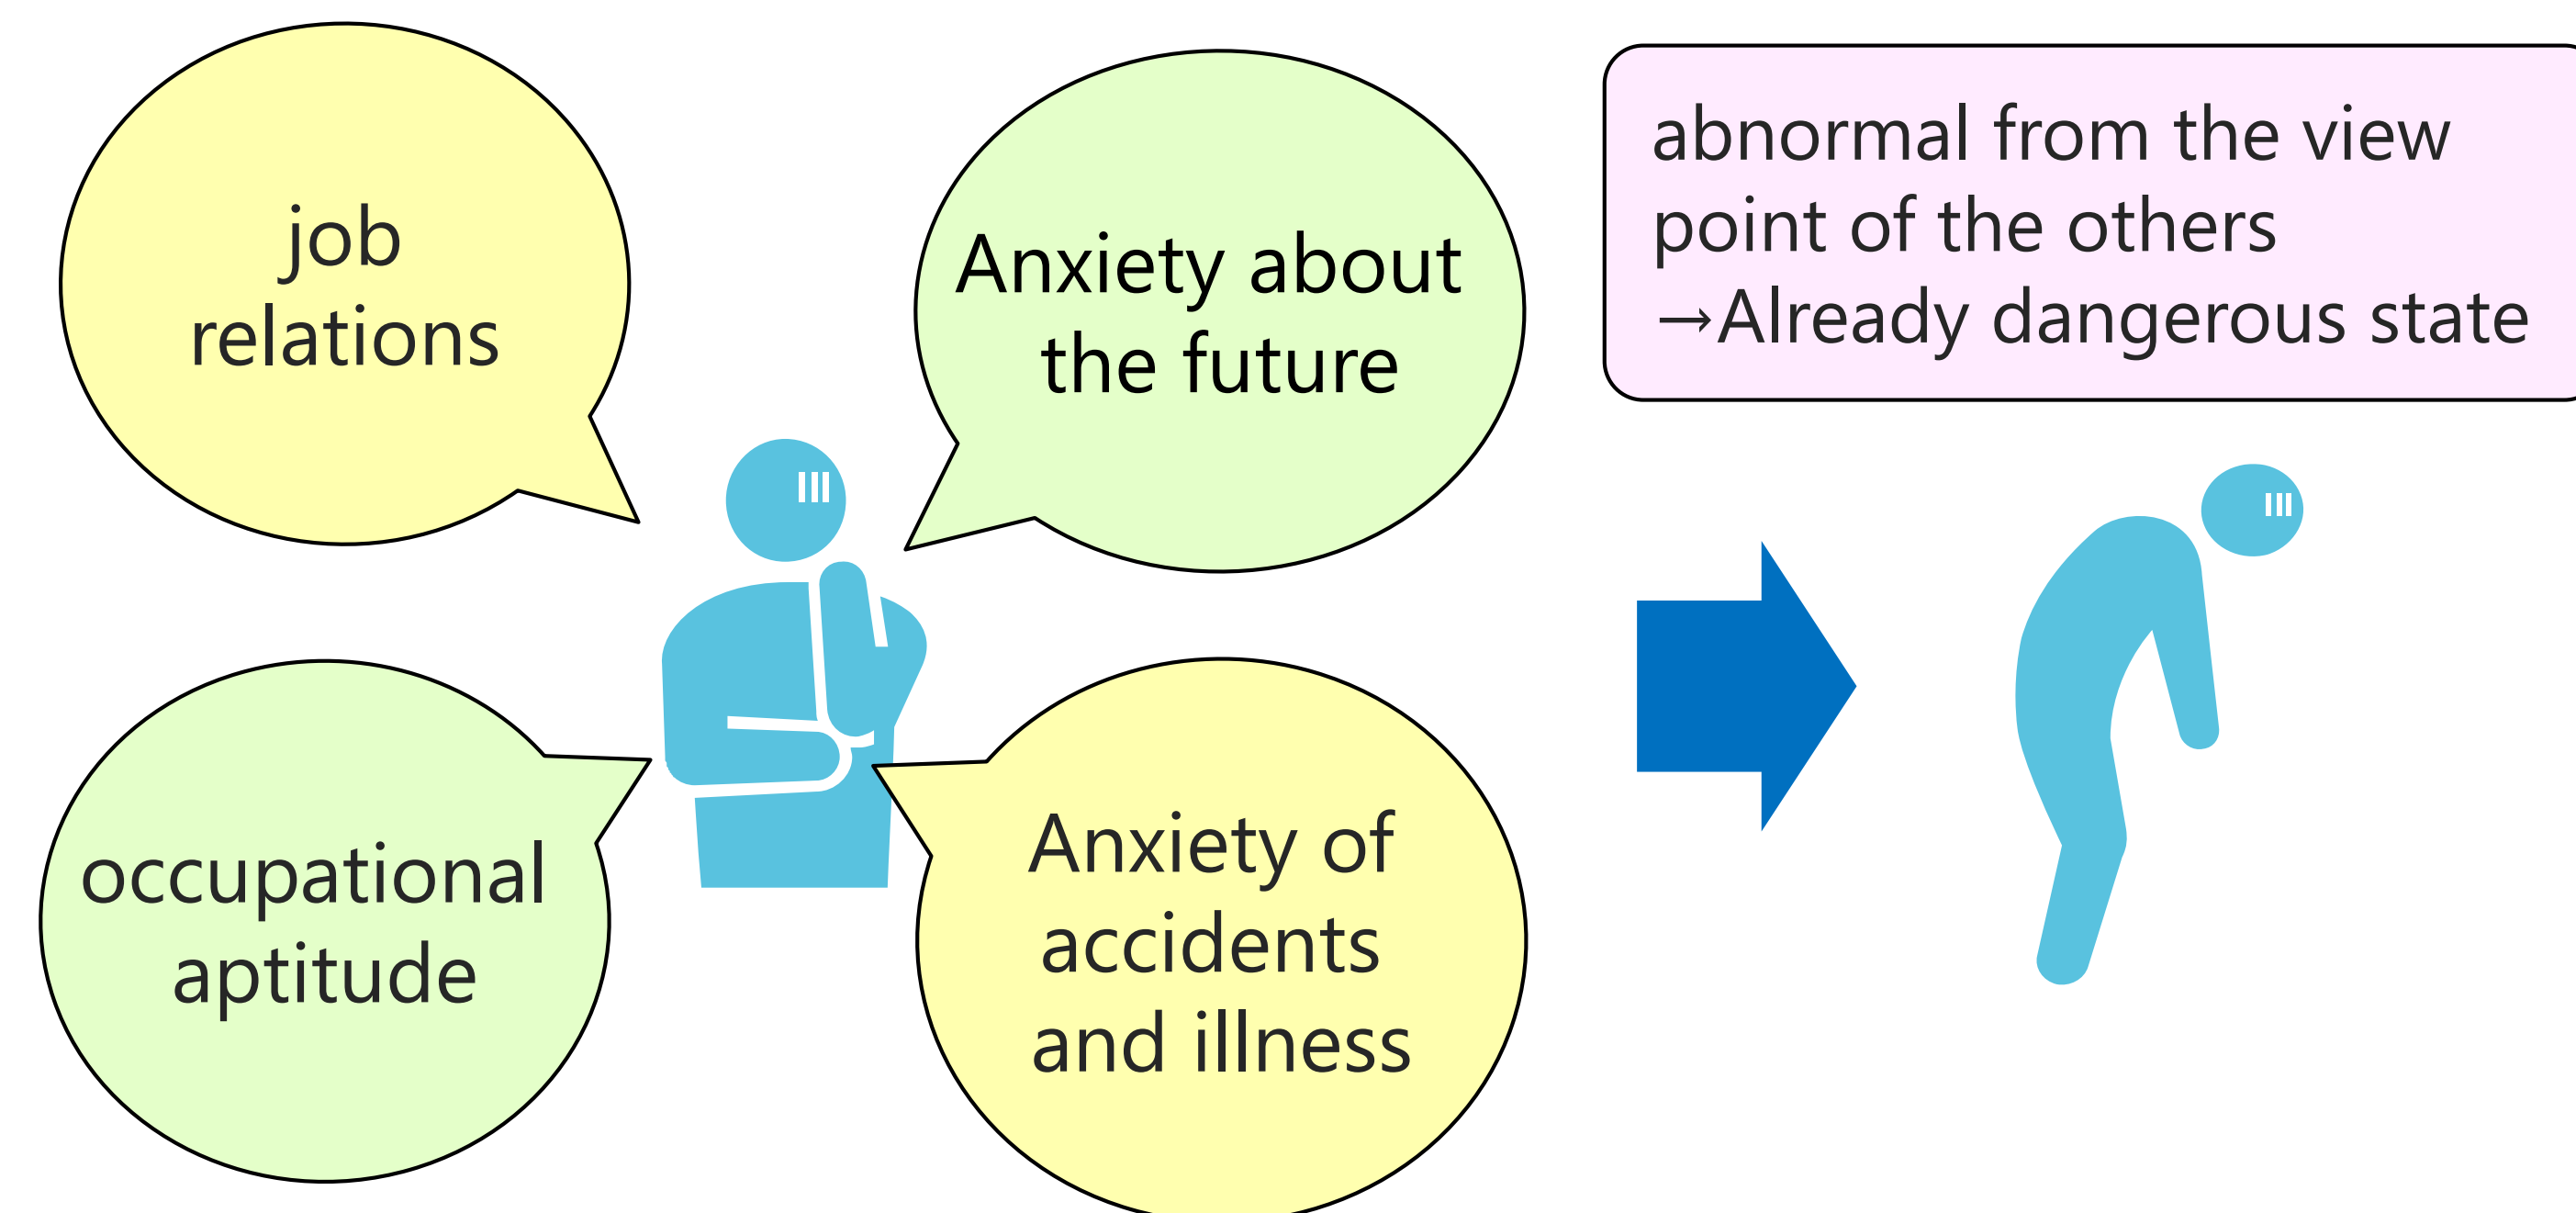 job
relations
Anxiety about
the future
abnormal from the view
point of the others
→Already dangerous state
occupational
aptitude
Anxiety of
accidents
and illness